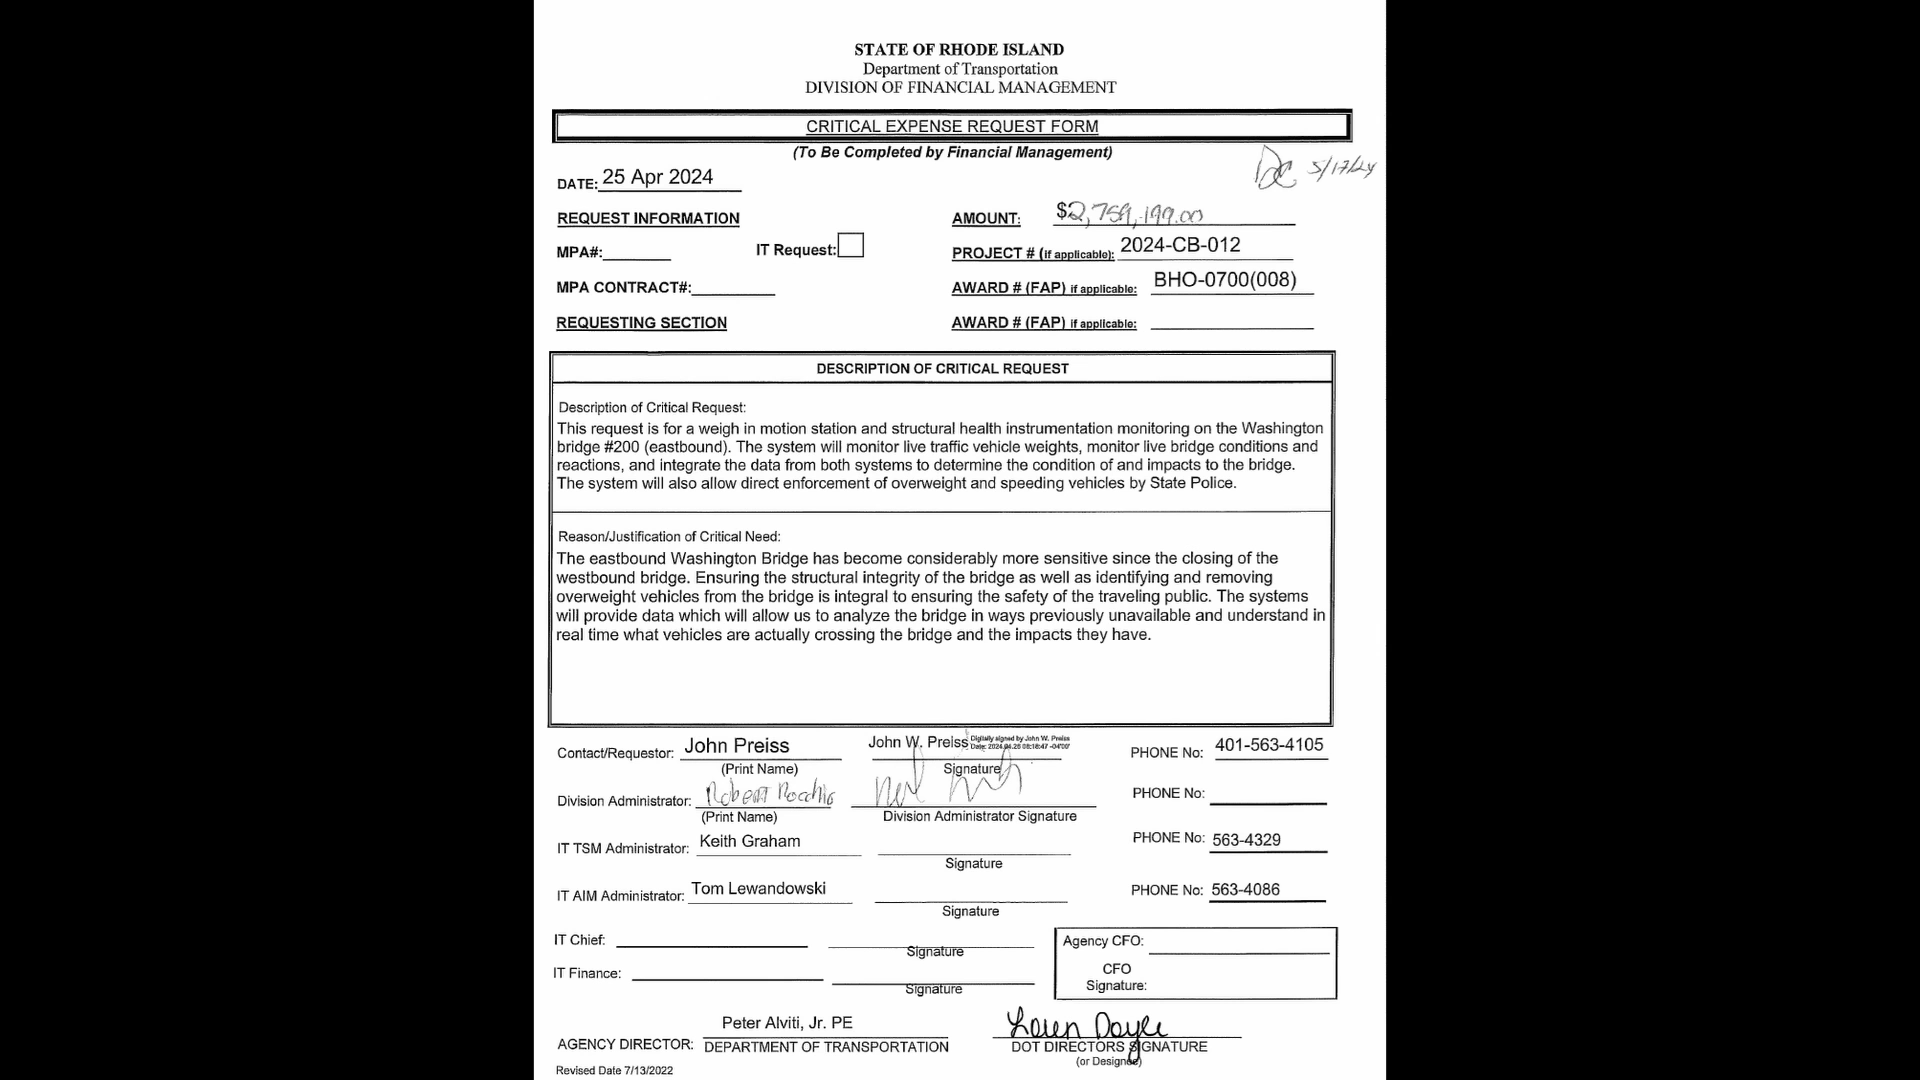 STATE OF RHODE ISLAND
Department of Transportation
DIVISION OF FINANCIAL MANAGEMENT
CRITICAL EXPENSE REQUEST FORM
(To Be Completed by Financial Management)
5/17/24
DATE: 25 Apr 2024
REQUEST INFORMATION AMOUNT: $2,759,199.00
MPA#: IT Request: PROJECT # (if applicable): 2024-CB-012
MPA CONTRACT#: AWARD # (FAP) if applicable: BHO-0700(008)
REQUESTING SECTION AWARD # (FAP) if applicable:
DESCRIPTION OF CRITICAL REQUEST
Description of Critical Request:
This request is for a weigh in motion station and structural health instrumentation monitoring on the Washington
bridge #200 (eastbound). The system will monitor live traffic vehicle weights, monitor live bridge conditions and
reactions, and integrate the data from both systems to determine the condition of and impacts to the bridge.
The system will also allow direct enforcement of overweight and speeding vehicles by State Police.
Reason/Justification of Critical Need:
The eastbound Washington Bridge has become considerably more sensitive since the closing of the
westbound bridge. Ensuring the structural integrity of the bridge as well as identifying and removing
overweight vehicles from the bridge is integral to ensuring the safety of the traveling public. The systems
will provide data which will allow us to analyze the bridge in ways previously unavailable and understand in
real time what vehicles are actually crossing the bridge and the impacts they have.
Contact/Requestor: John Preiss John W. Preiss Digitally signed by John W. Preiss PHONE No: 401-563-4105
(Print Name) Signature
Division Administrator: Robert Rocchio PHONE No:
(Print Name) Division Administrator Signature
IT TSM Administrator: Keith Graham PHONE No: 563-4329
Signature
IT AIM Administrator: Tom Lewandowski PHONE No: 563-4086
Signature
IT Chief: Agency CFO:
Signature
IT Finance: CFO
Signature Signature:
Peter Alviti, Jr. PE Loren Doyle
AGENCY DIRECTOR: DEPARTMENT OF TRANSPORTATION DOT DIRECTORS SIGNATURE
(or Designee)
Revised Date 7/13/2022